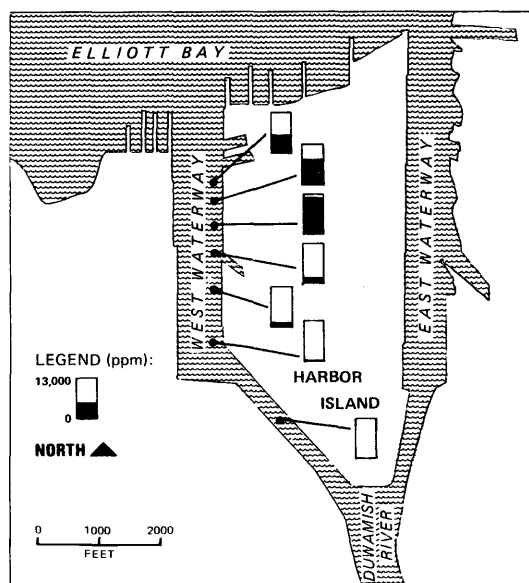 ELLIOTT BAY
WEST WATERWAY
EAST WATERWAY
LEGEND (ppm):
13,000
0
NORTH
HARBOR
ISLAND
0 1000 2000
FEET
DUWAMISH
RIVER